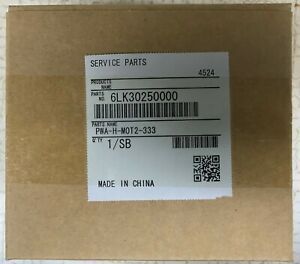 SERVICE PARTS
4524
PRODUCTS
NAME
PARTS
NO. 6LK30250000
PARTS NAME
PWA-H-MOT2-333
Q'TY
1/SB
MADE IN CHINA